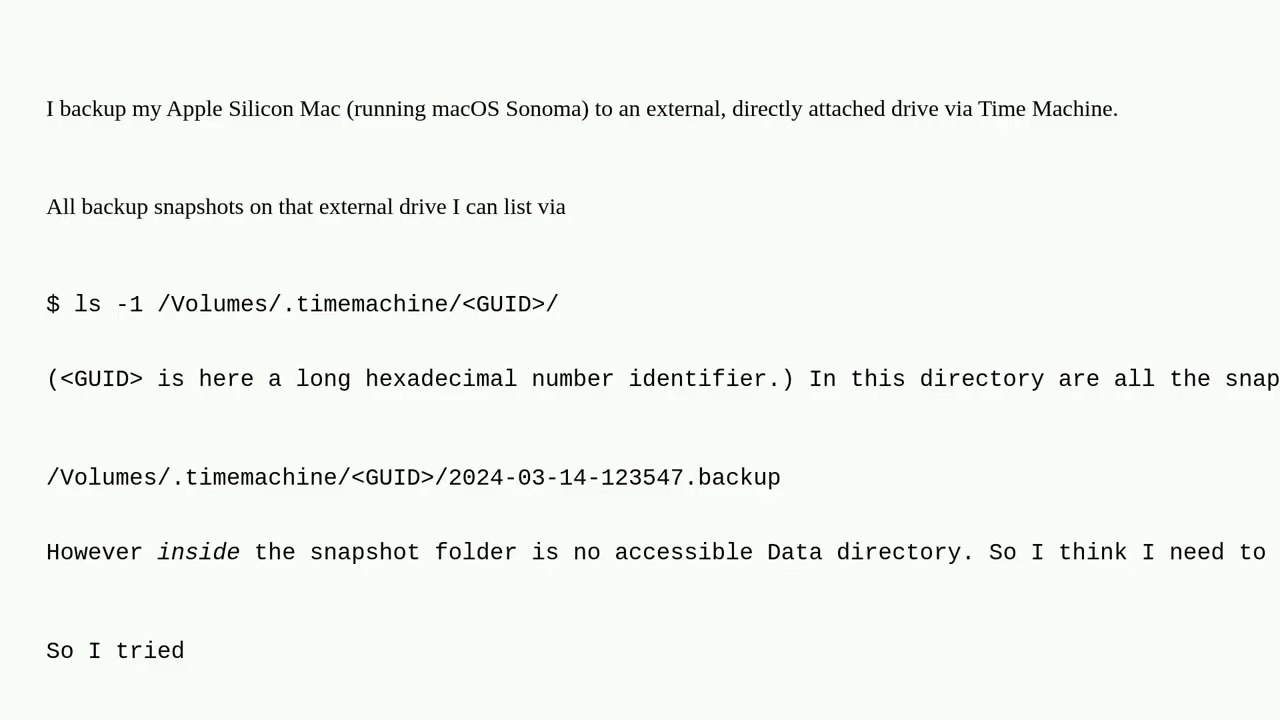 I backup my Apple Silicon Mac (running macOS Sonoma) to an external, directly attached drive via Time Machine.
All backup snapshots on that external drive I can list via
$ ls -1 /Volumes/.timemachine/<GUID>/
(<GUID> is here a long hexadecimal number identifier.) In this directory are all the snap
/Volumes/.timemachine/<GUID>/2024-03-14-123547.backup
However inside the snapshot folder is no accessible Data directory. So I think I need to
So I tried